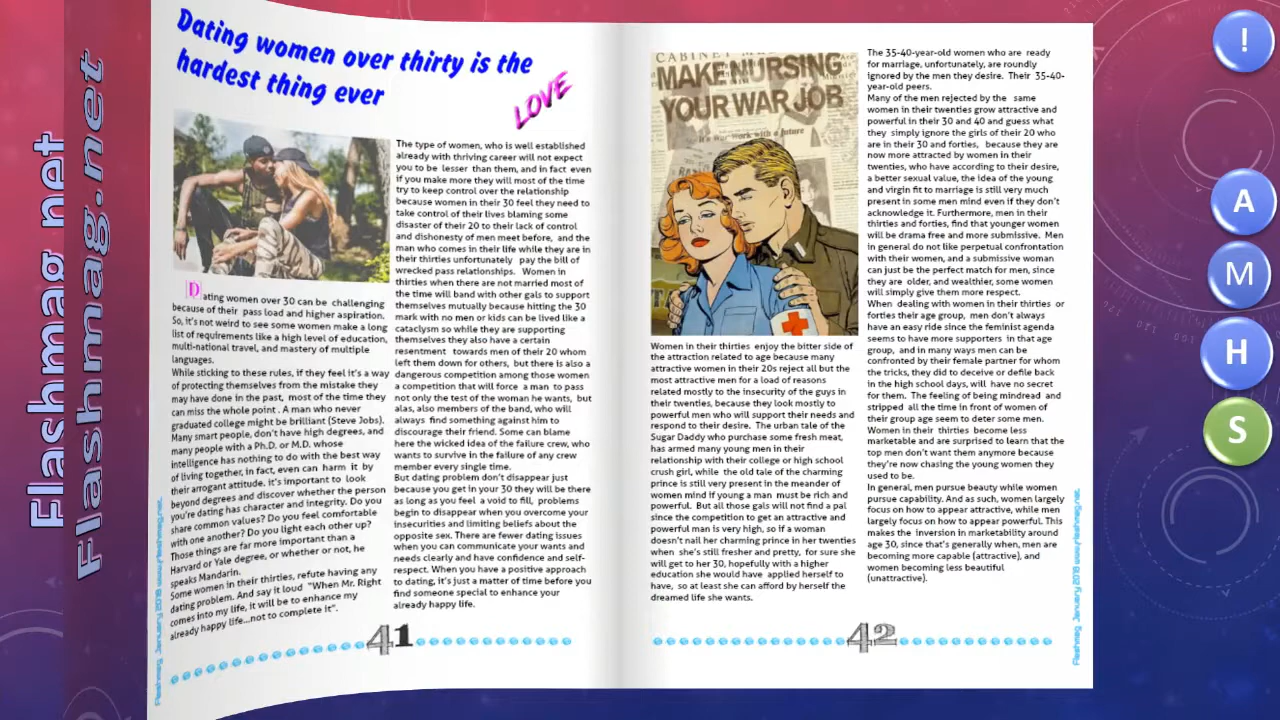 Flashmag net
Flashmag.net
Dating women over thirty is the
hardest thing ever
LOVE
Dating women over 30 can be challenging
because of their pass load and higher aspiration.
So, it's not weird to see some women make a long
list of requirements like a high level of education,
multi-national travel, and mastery of multiple
languages.
While sticking to these rules, if they feel it's a way
of protecting themselves from the mistake they
may have done in the past, most of the time they
can miss the whole point . A man who never
graduated college might be brilliant (Steve Jobs).
Many smart people, don't have high degrees, and
many people with a Ph.D. or M.D. whose
intelligence has nothing to do with the best way
of living together, in fact, even can harm it by
their arrogant attitude. it's important to look
beyond degrees and discover whether the person
you're dating has character and integrity. Do you
share common values? Do you feel comfortable
with one another? Do you light each other up?
Those things are far more important than a
Harvard or Yale degree, or whether or not, he
speaks Mandarin.
Some women in their thirties, refute having any
dating problem. And say it loud "When Mr. Right
comes into my life, it will be to enhance my
already happy life...not to complete it".
The type of women, who is well established
already with thriving career will not expect
you to be lesser than them, and in fact even
if you make more they will most of the time
try to keep control over the relationship
because women in their 30 feel they need to
take control of their lives blaming some
disaster of their 20 to their lack of control
and dishonesty of men meet before, and the
man who comes in their life while they are in
their thirties unfortunately pay the bill of
wrecked pass relationships. Women in
thirties when there are not married most of
the time will band with other gals to support
themselves mutually because hitting the 30
mark with no men or kids can be lived like a
cataclysm so while they are supporting
themselves they also have a certain
resentment towards men of their 20 whom
left them down for others, but there is also a
dangerous competition among those women
a competition that will force a man to pass
not only the test of the woman he wants, but
alas, also members of the band, who will
always find something against him to
discourage their friend. Some can blame
here the wicked idea of the failure crew, who
wants to survive in the failure of any crew
member every single time.
But dating problem don't disappear just
because you get in your 30 they will be there
as long as you feel a void to fill, problems
begin to disappear when you overcome your
insecurities and limiting beliefs about the
opposite sex. There are fewer dating issues
when you can communicate your wants and
needs clearly and have confidence and self-
respect. When you have a positive approach
to dating, it's just a matter of time before you
find someone special to enhance your
already happy life.
Flashmag January 2018 www.flashmag.net
41
MAKE NURSING
YOUR WAR JOB
It's war work with a future
Women in their thirties enjoy the bitter side of
the attraction related to age because many
attractive women in their 20s reject all but the
most attractive men for a load of reasons
related mostly to the insecurity of the guys in
their twenties, because they look mostly to
powerful men who will support their needs and
respond to their desire. The urban tale of the
Sugar Daddy who purchase some fresh meat,
has armed many young men in their
relationship with their college or high school
crush girl, while the old tale of the charming
prince is still very present in the meander of
women mind if young a man must be rich and
powerful. But all those gals will not find a pal
since the competition to get an attractive and
powerful man is very high, so if a woman
doesn't nail her charming prince in her twenties
when she's still fresher and pretty, for sure she
will get to her 30, hopefully with a higher
education she would have applied herself to
have, so at least she can afford by herself the
dreamed life she wants.
The 35-40-year-old women who are ready
for marriage, unfortunately, are roundly
ignored by the men they desire. Their 35-40-
year-old peers.
Many of the men rejected by the same
women in their twenties grow attractive and
powerful in their 30 and 40 and guess what
they simply ignore the girls of their 20 who
are in their 30 and forties, because they are
now more attracted by women in their
twenties, who have according to their desire,
a better sexual value, the idea of the young
and virgin fit to marriage is still very much
present in some men mind even if they don't
acknowledge it. Furthermore, men in their
thirties and forties, find that younger women
will be drama free and more submissive. Men
in general do not like perpetual confrontation
with their women, and a submissive woman
can just be the perfect match for men, since
they are older, and wealthier, some women
will simply give them more respect.
When dealing with women in their thirties or
forties their age group, men don't always
have an easy ride since the feminist agenda
seems to have more supporters in that age
group, and in many ways men can be
confronted by their female partner for whom
the tricks, they did to deceive or defile back
in the high school days, will have no secret
for them. The feeling of being mindread and
stripped all the time in front of women of
their group age seem to deter some men.
Women in their thirties become less
marketable and are surprised to learn that the
top men don't want them anymore because
they're now chasing the young women they
used to be.
In general, men pursue beauty while women
pursue capability. And as such, women largely
focus on how to appear attractive, while men
largely focus on how to appear powerful. This
makes the inversion in marketability around
age 30, since that's generally when, men are
becoming more capable (attractive), and
women becoming less beautiful
(unattractive).
Flashmag January 2018 www.flashmag.net
42
!
A
M
H
S